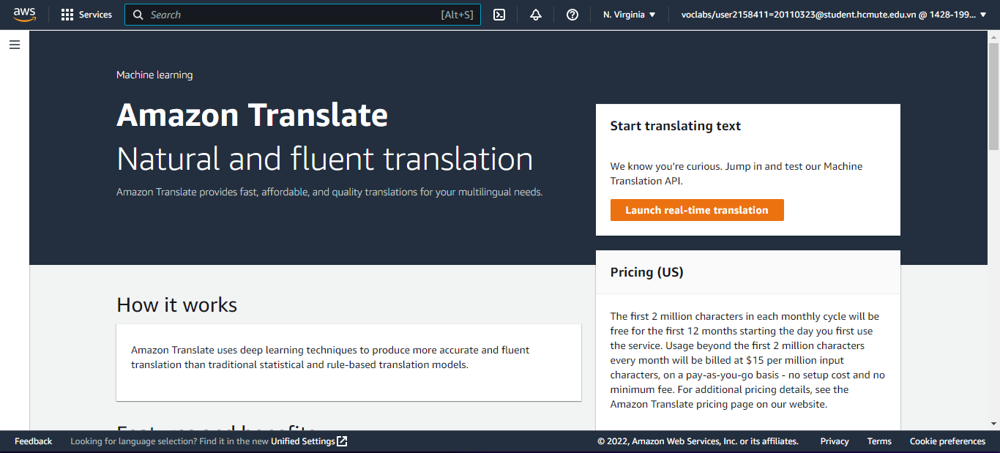 aws
Services
Search
[Alt+S]
N. Virginia
voclabs/user2158411=20110323@student.hcmute.edu.vn @ 1428-199...
Machine learning
Amazon Translate
Natural and fluent translation
Amazon Translate provides fast, affordable, and quality translations for your multilingual needs.
Start translating text
We know you're curious. Jump in and test our Machine
Translation API.
Launch real-time translation
How it works
Amazon Translate uses deep learning techniques to produce more accurate and fluent
translation than traditional statistical and rule-based translation models.
Features and benefits
Pricing (US)
The first 2 million characters in each monthly cycle will be
free for the first 12 months starting the day you first use
the service. Usage beyond the first 2 million characters
every month will be billed at $15 per million input
characters, on a pay-as-you-go basis - no setup cost and no
minimum fee. For additional pricing details, see the
Amazon Translate pricing page on our website.
Feedback
Looking for language selection? Find it in the new Unified Settings
© 2022, Amazon Web Services, Inc. or its affiliates.
Privacy
Terms
Cookie preferences